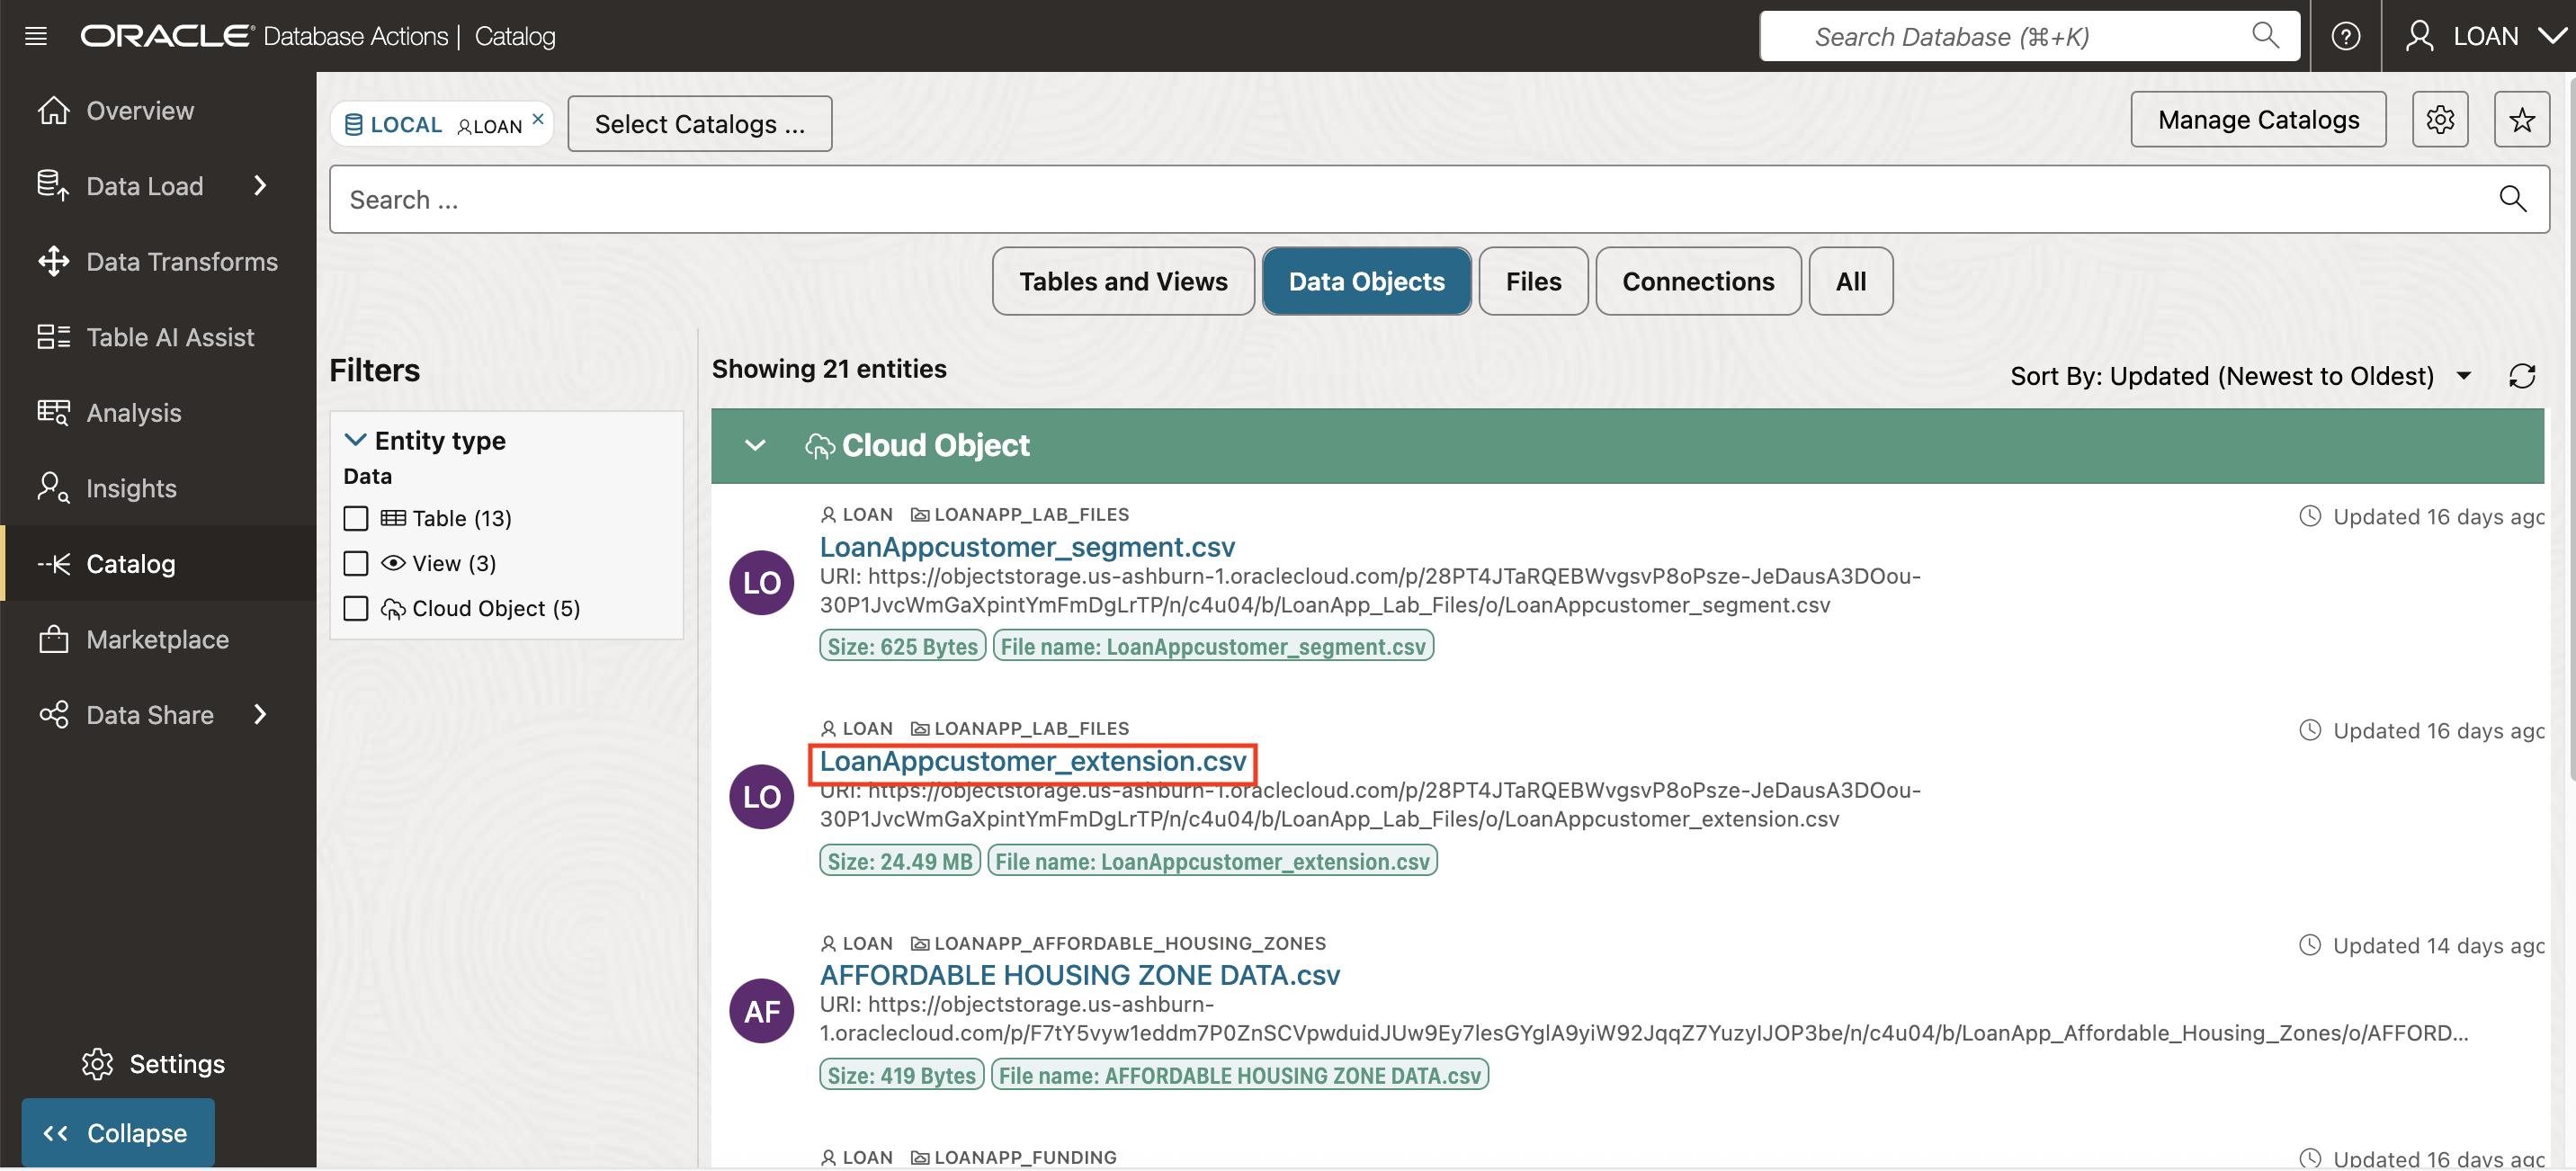 ORACLE Database Actions | Catalog
Search Database (⌘+K)
LOAN
Overview
Data Load
Data Transforms
Table AI Assist
Analysis
Insights
Catalog
Marketplace
Data Share
Settings
Collapse
LOCAL LOAN
Select Catalogs ...
Manage Catalogs
Search ...
Tables and Views
Data Objects
Files
Connections
All
Filters
Entity type
Data
Table (13)
View (3)
Cloud Object (5)
Showing 21 entities
Sort By: Updated (Newest to Oldest)
Cloud Object
LOAN LOANAPP_LAB_FILES
Updated 16 days ago
LO
LoanAppcustomer_segment.csv
URI: https://objectstorage.us-ashburn-1.oraclecloud.com/p/28PT4JTaRQEBWvgsvP8oPsze-JeDausA3DOou-
30P1JvcWmGaXpintYmFmDgLrTP/n/c4u04/b/LoanApp_Lab_Files/o/LoanAppcustomer_segment.csv
Size: 625 Bytes File name: LoanAppcustomer_segment.csv
LOAN LOANAPP_LAB_FILES
Updated 16 days ago
LO
LoanAppcustomer_extension.csv
URI: https://objectstorage.us-ashburn-1.oraclecloud.com/p/28PT4JTaRQEBWvgsvP8oPsze-JeDausA3DOou-
30P1JvcWmGaXpintYmFmDgLrTP/n/c4u04/b/LoanApp_Lab_Files/o/LoanAppcustomer_extension.csv
Size: 24.49 MB File name: LoanAppcustomer_extension.csv
LOAN LOANAPP_AFFORDABLE_HOUSING_ZONES
Updated 14 days ago
AF
AFFORDABLE HOUSING ZONE DATA.csv
URI: https://objectstorage.us-ashburn-
1.oraclecloud.com/p/F7tY5vyw1eddm7P0ZnSCVpwduidJUw9Ey7lesGYglA9yiW92JqqZ7YuzyIJOP3be/n/c4u04/b/LoanApp_Affordable_Housing_Zones/o/AFFORD...
Size: 419 Bytes File name: AFFORDABLE HOUSING ZONE DATA.csv
LOAN LOANAPP_FUNDING
Updated 16 days ago